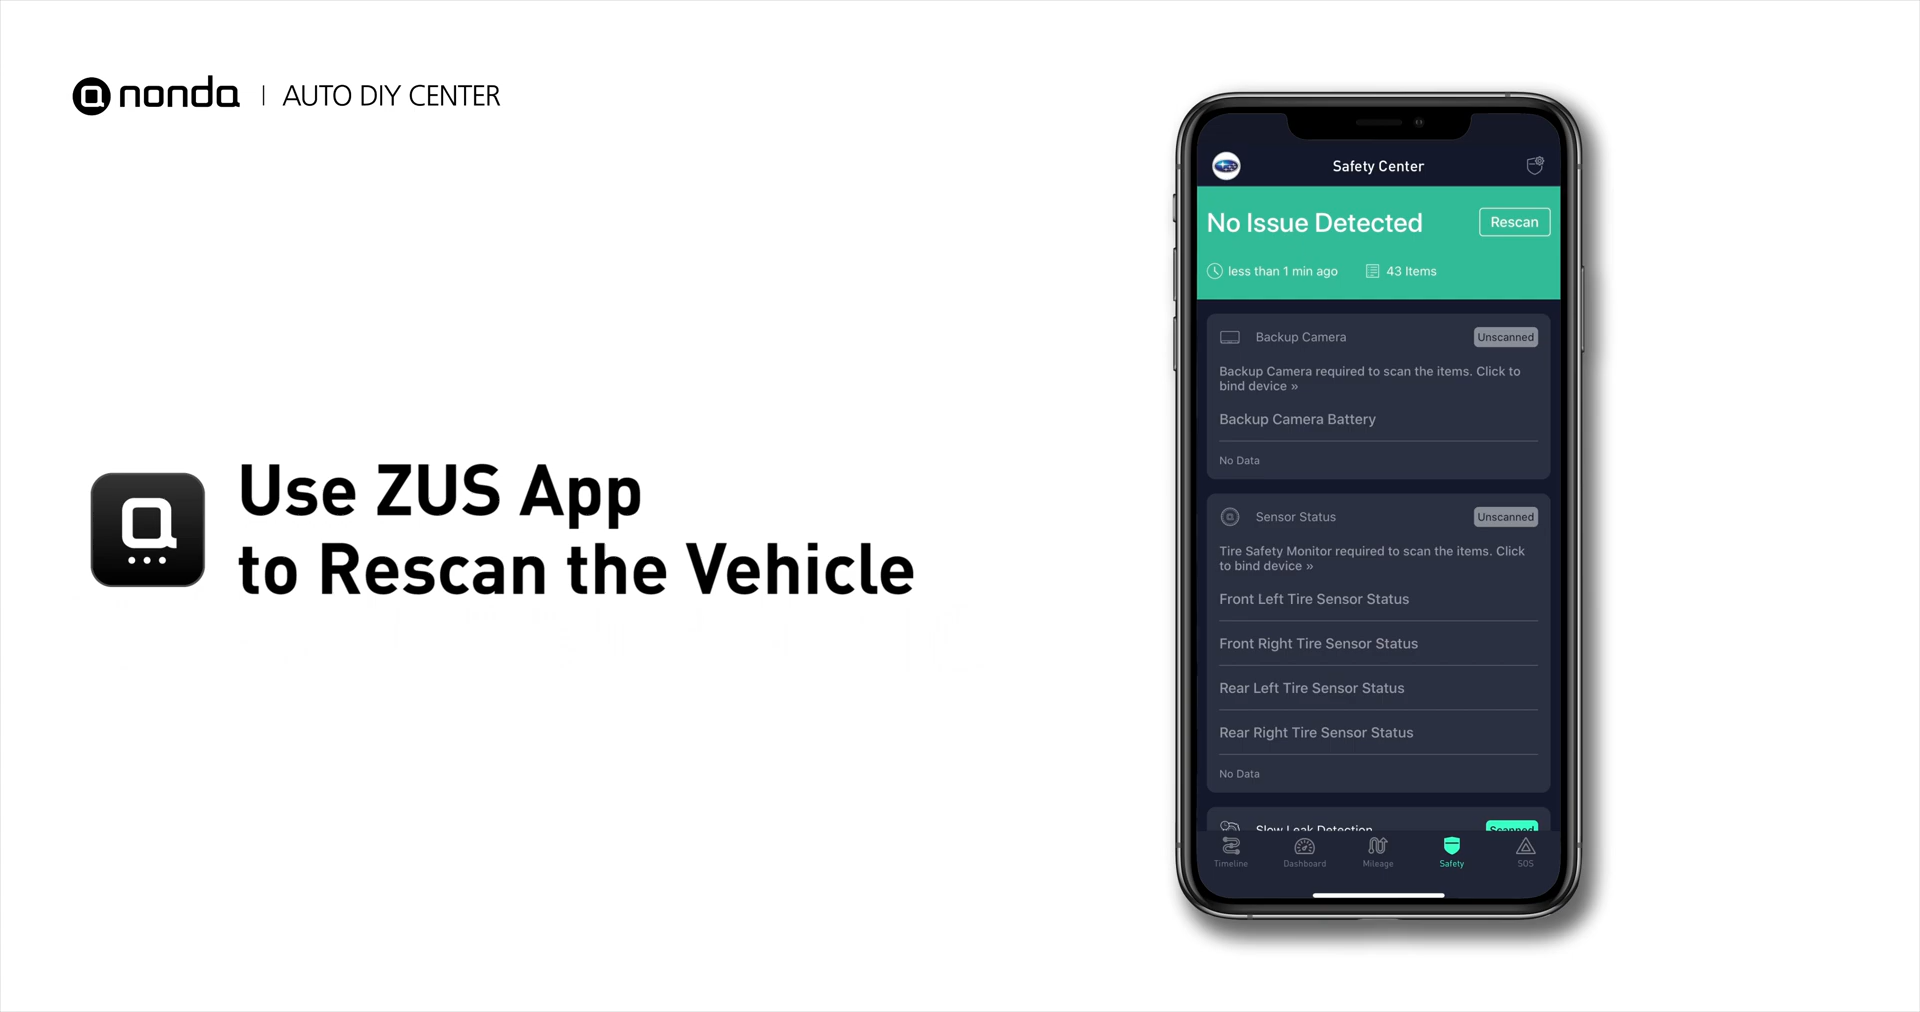 nonda | AUTO DIY CENTER
Use ZUS App
to Rescan the Vehicle
Safety Center
No Issue Detected
Rescan
less than 1 min ago
43 Items
Backup Camera
Unscanned
Backup Camera required to scan the items. Click to
bind device »
Backup Camera Battery
No Data
Sensor Status
Unscanned
Tire Safety Monitor required to scan the items. Click
to bind device »
Front Left Tire Sensor Status
Front Right Tire Sensor Status
Rear Left Tire Sensor Status
Rear Right Tire Sensor Status
No Data
Slow Leak Detection
Scanned
Timeline
Dashboard
Mileage
Safety
SOS